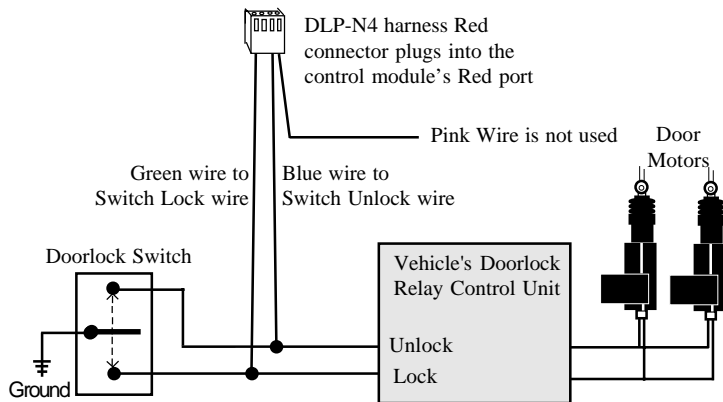 DLP-N4 harness Red
connector plugs into the
control module’s Red port
Pink Wire is not used
Door
Motors
Green wire to
Switch Lock wire
Blue wire to
Switch Unlock wire
Doorlock Switch
Vehicle's Doorlock
Relay Control Unit
Unlock
Lock
Ground